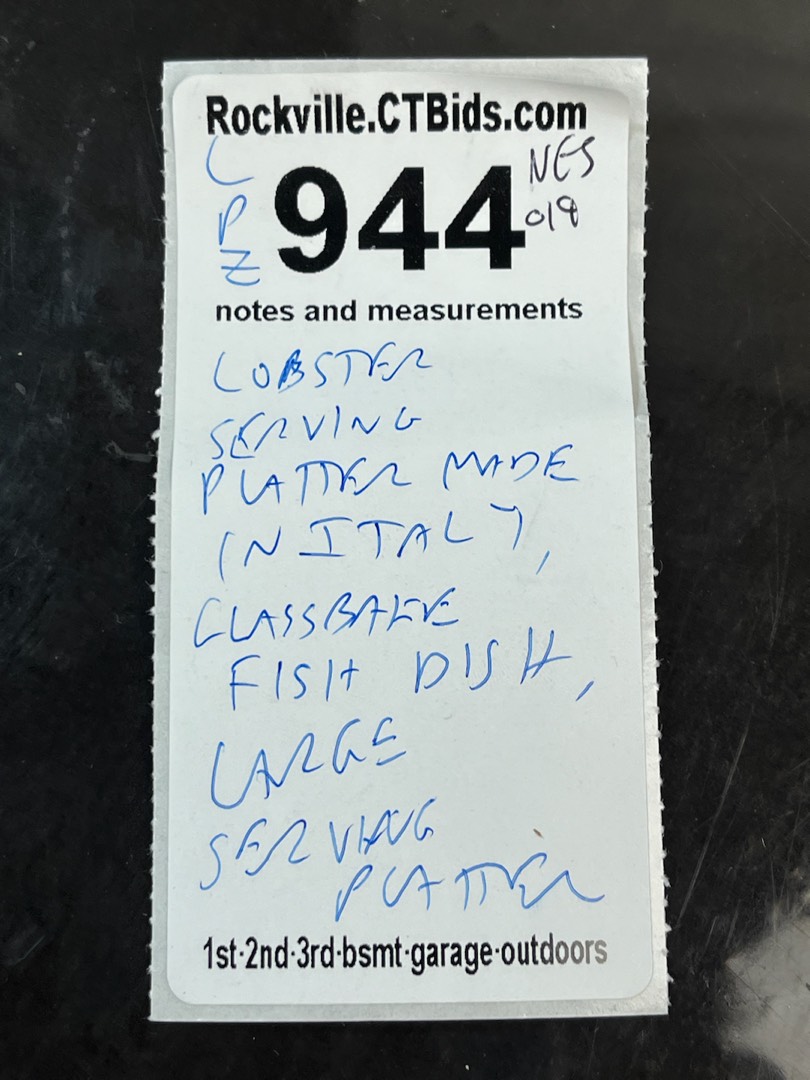 Rockville.CTBids.com
L
P
Z
944
NES
019
notes and measurements
LOBSTER
SERVING
PLATTER MADE
IN ITALY,
GLASSBAKE
FISH DISH,
LARGE
SERVING
PLATTER
1st·2nd·3rd·bsmt·garage·outdoors